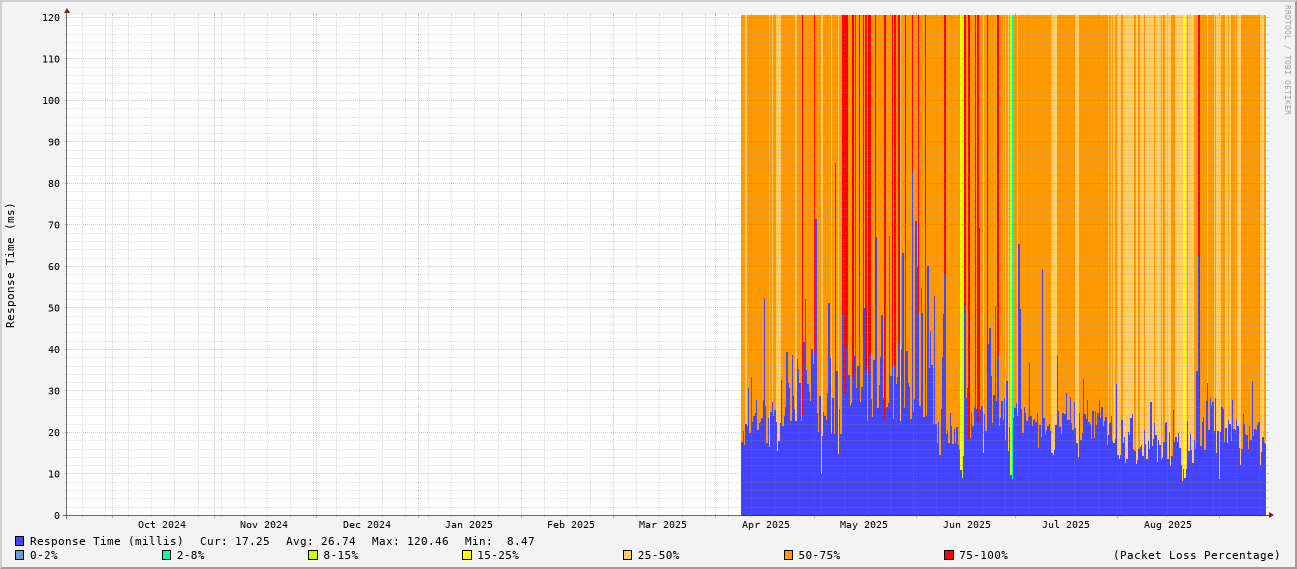 RRDTOOL / TOBI OETIKER
Response Time (ms)
120
110
100
90
80
70
60
50
40
30
20
10
0
Oct 2024 Nov 2024 Dec 2024 Jan 2025 Feb 2025 Mar 2025 Apr 2025 May 2025 Jun 2025 Jul 2025 Aug 2025
Response Time (millis) Cur: 17.25 Avg: 26.74 Max: 120.46 Min: 8.47
0-2% 2-8% 8-15% 15-25% 25-50% 50-75% 75-100% (Packet Loss Percentage)